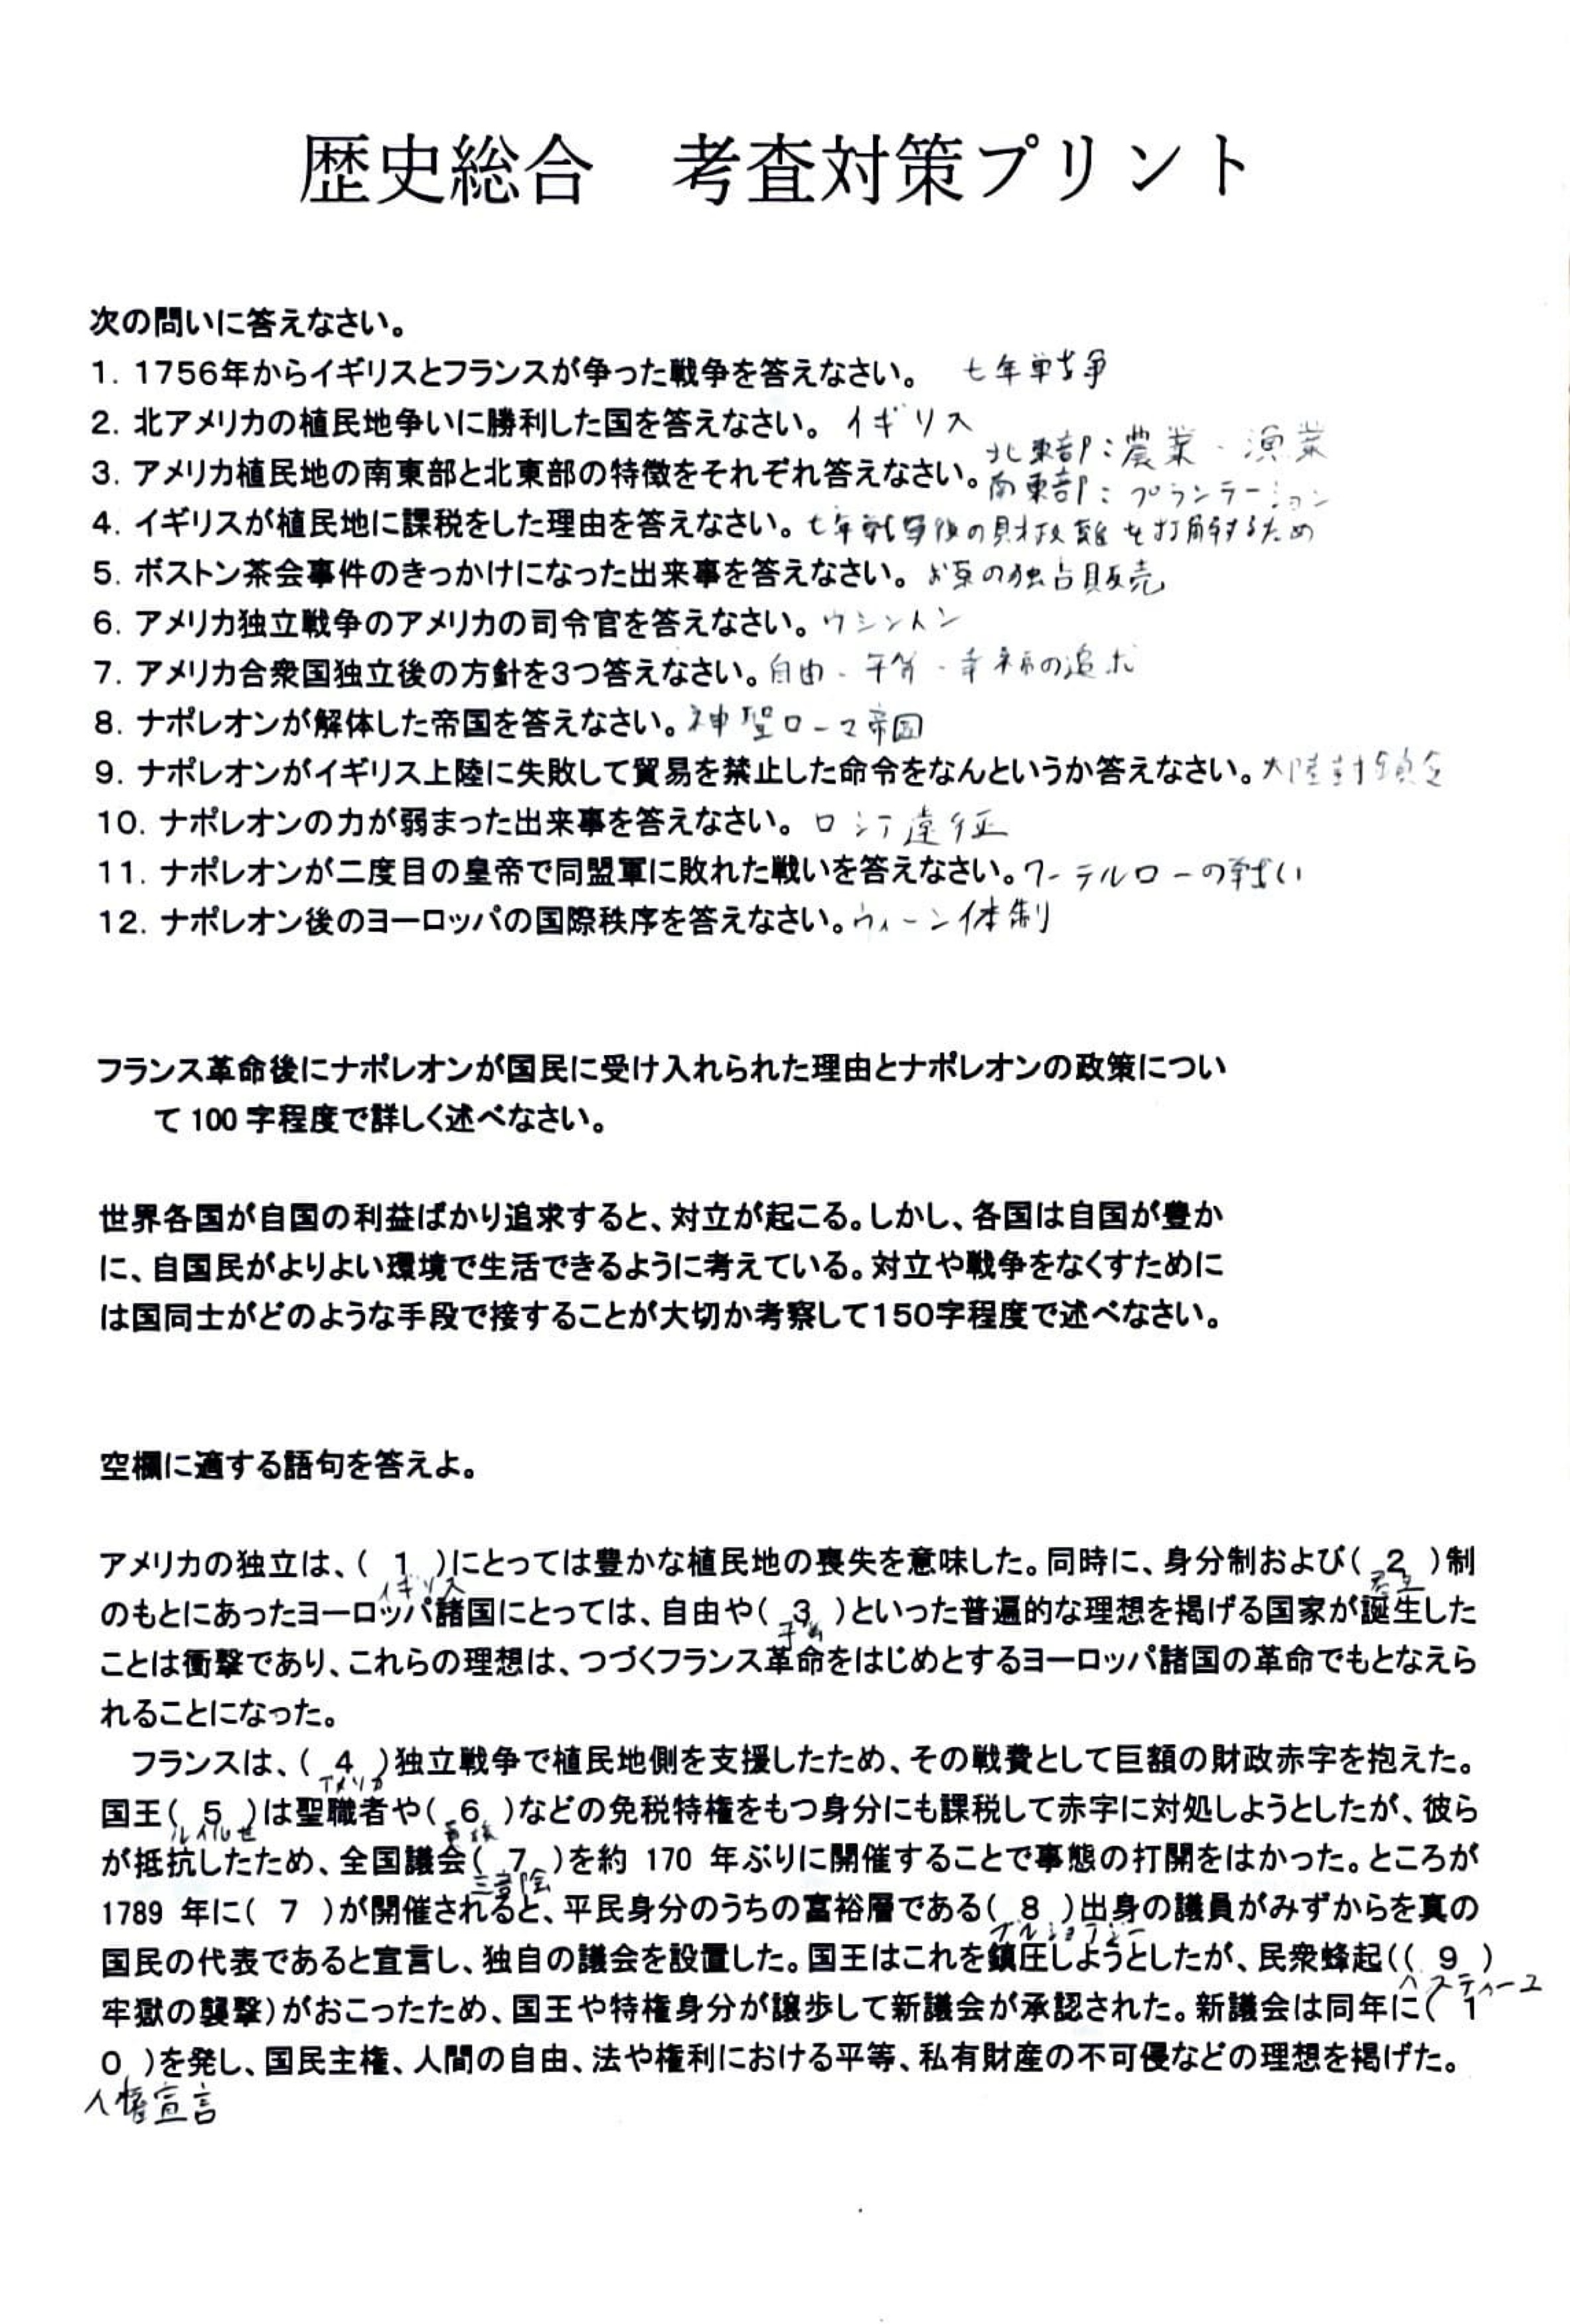 歴史総合 考査対策プリント
次の問いに答えなさい。
1. 1756年からイギリスとフランスが争った戦争を答えなさい。 七年戦争
2. 北アメリカの植民地争いに勝利した国を答えなさい。イギリス
北東部:農業・漁業
3. アメリカ植民地の南東部と北東部の特徴をそれぞれ答えなさい。
南東部:プランテーション
4. イギリスが植民地に課税をした理由を答えなさい。七年戦争後の財政難を打解するため
5. ボストン茶会事件のきっかけになった出来事を答えなさい。お茶の独占販売
6. アメリカ独立戦争のアメリカの司令官を答えなさい。ワシントン
7. アメリカ合衆国独立後の方針を3つ答えなさい。自由・平等・幸福の追求
8. ナポレオンが解体した帝国を答えなさい。神聖ローマ帝国
9. ナポレオンがイギリス上陸に失敗して貿易を禁止した命令をなんというか答えなさい。大陸封鎖令
10. ナポレオンの力が弱まった出来事を答えなさい。ロシア遠征
11. ナポレオンが二度目の皇帝で同盟軍に敗れた戦いを答えなさい。ワーテルローの戦い
12. ナポレオン後のヨーロッパの国際秩序を答えなさい。ウィーン体制
フランス革命後にナポレオンが国民に受け入れられた理由とナポレオンの政策につい
て100字程度で詳しく述べなさい。
世界各国が自国の利益ばかり追求すると、対立が起こる。しかし、各国は自国が豊か
に、自国民がよりよい環境で生活できるように考えている。対立や戦争をなくすために
は国同士がどのような手段で接することが大切か考察して150字程度で述べなさい。
空欄に適する語句を答えよ。
アメリカの独立は、( 1 )にとっては豊かな植民地の喪失を意味した。同時に、身分制および( 2 )制
イギリス 君主
のもとにあったヨーロッパ諸国にとっては、自由や( 3 )といった普遍的な理想を掲げる国家が誕生した
平等
ことは衝撃であり、これらの理想は、つづくフランス革命をはじめとするヨーロッパ諸国の革命でもとなえら
れることになった。
フランスは、( 4 )独立戦争で植民地側を支援したため、その戦費として巨額の財政赤字を抱えた。
アメリカ
国王( 5 )は聖職者や( 6 )などの免税特権をもつ身分にも課税して赤字に対処しようとしたが、彼ら
貴族
が抵抗したため、全国議会( 7 )を約 170 年ぶりに開催することで事態の打開をはかった。ところが
三部会
1789 年に( 7 )が開催されると、平民身分のうちの富裕層である( 8 )出身の議員がみずからを真の
ブルジョワジー
国民の代表であると宣言し、独自の議会を設置した。国王はこれを鎮圧しようとしたが、民衆蜂起(( 9 )
バスティーユ
牢獄の襲撃)がおこったため、国王や特権身分が譲歩して新議会が承認された。新議会は同年に( 1
0 )を発し、国民主権、人間の自由、法や権利における平等、私有財産の不可侵などの理想を掲げた。
人権宣言